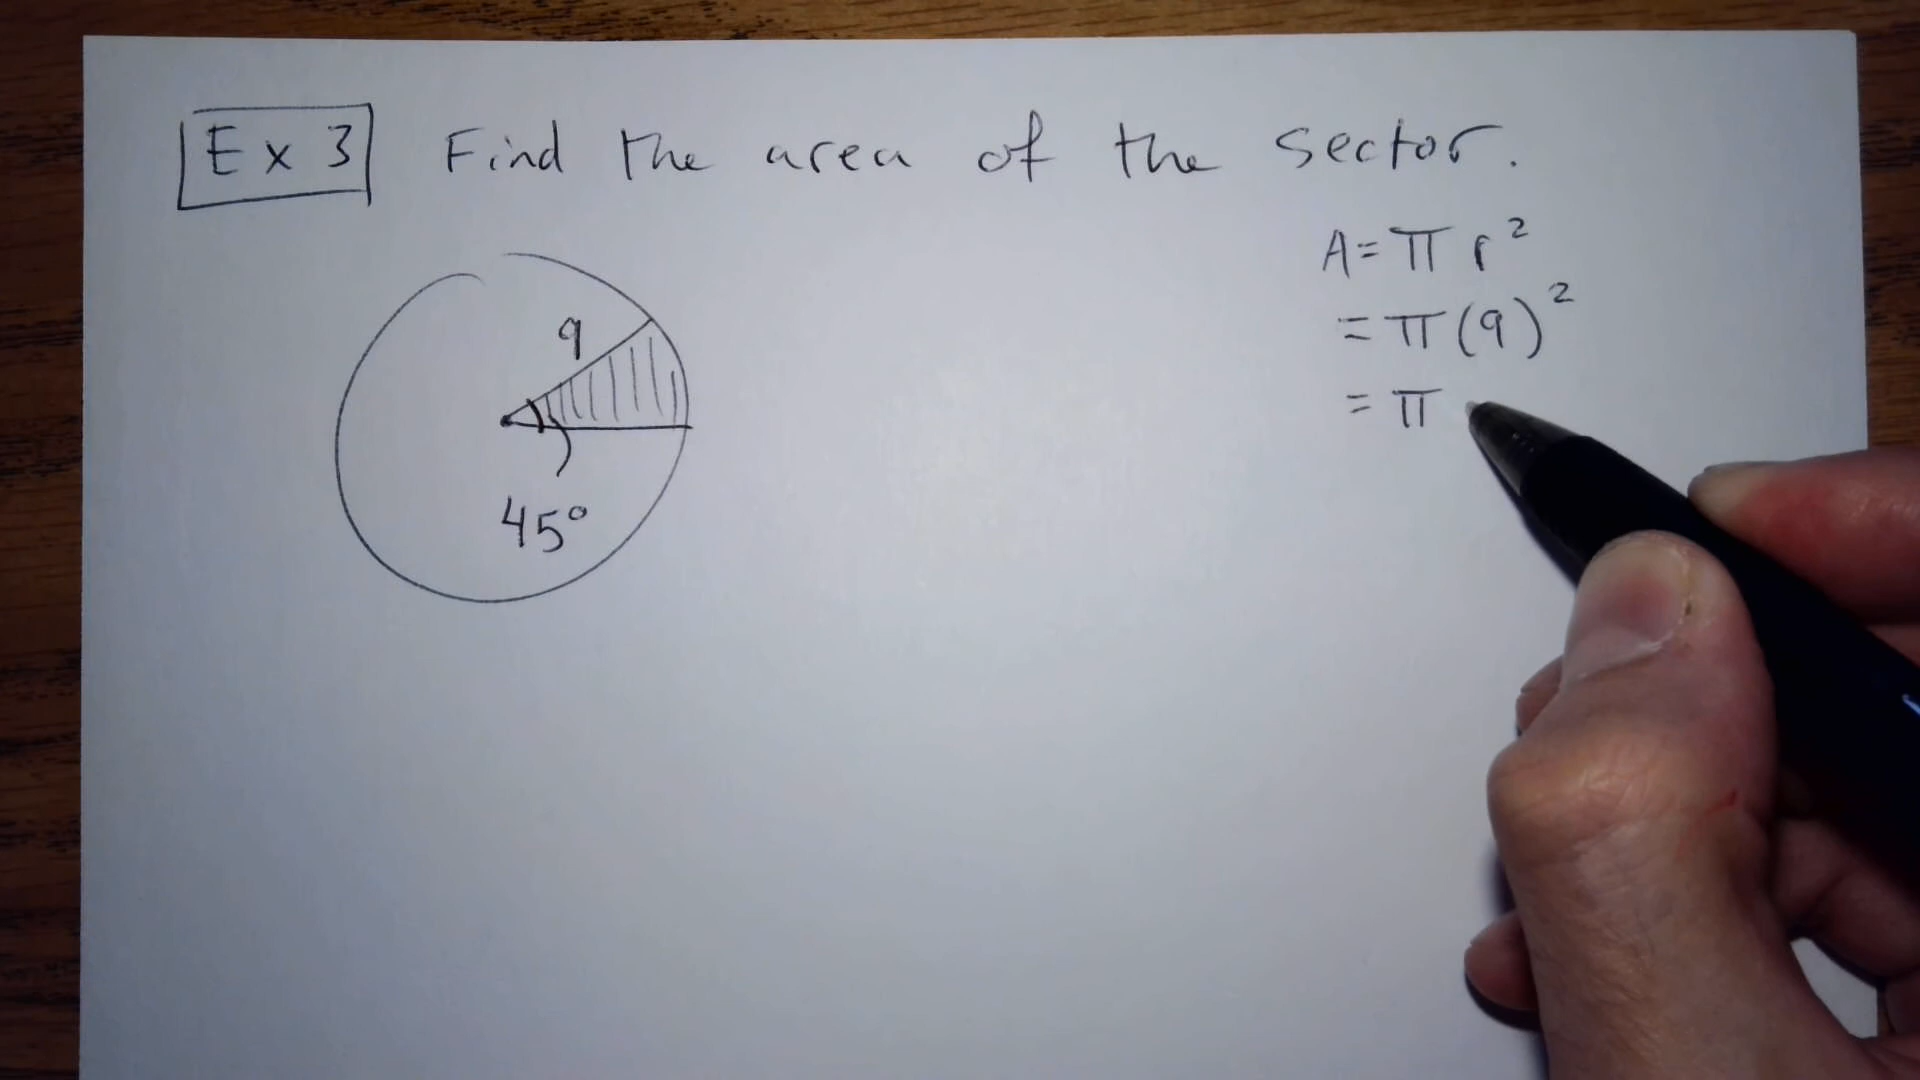 Ex 3 Find the area of the sector.
A = π r²
= π(9)²
= π
9
45°